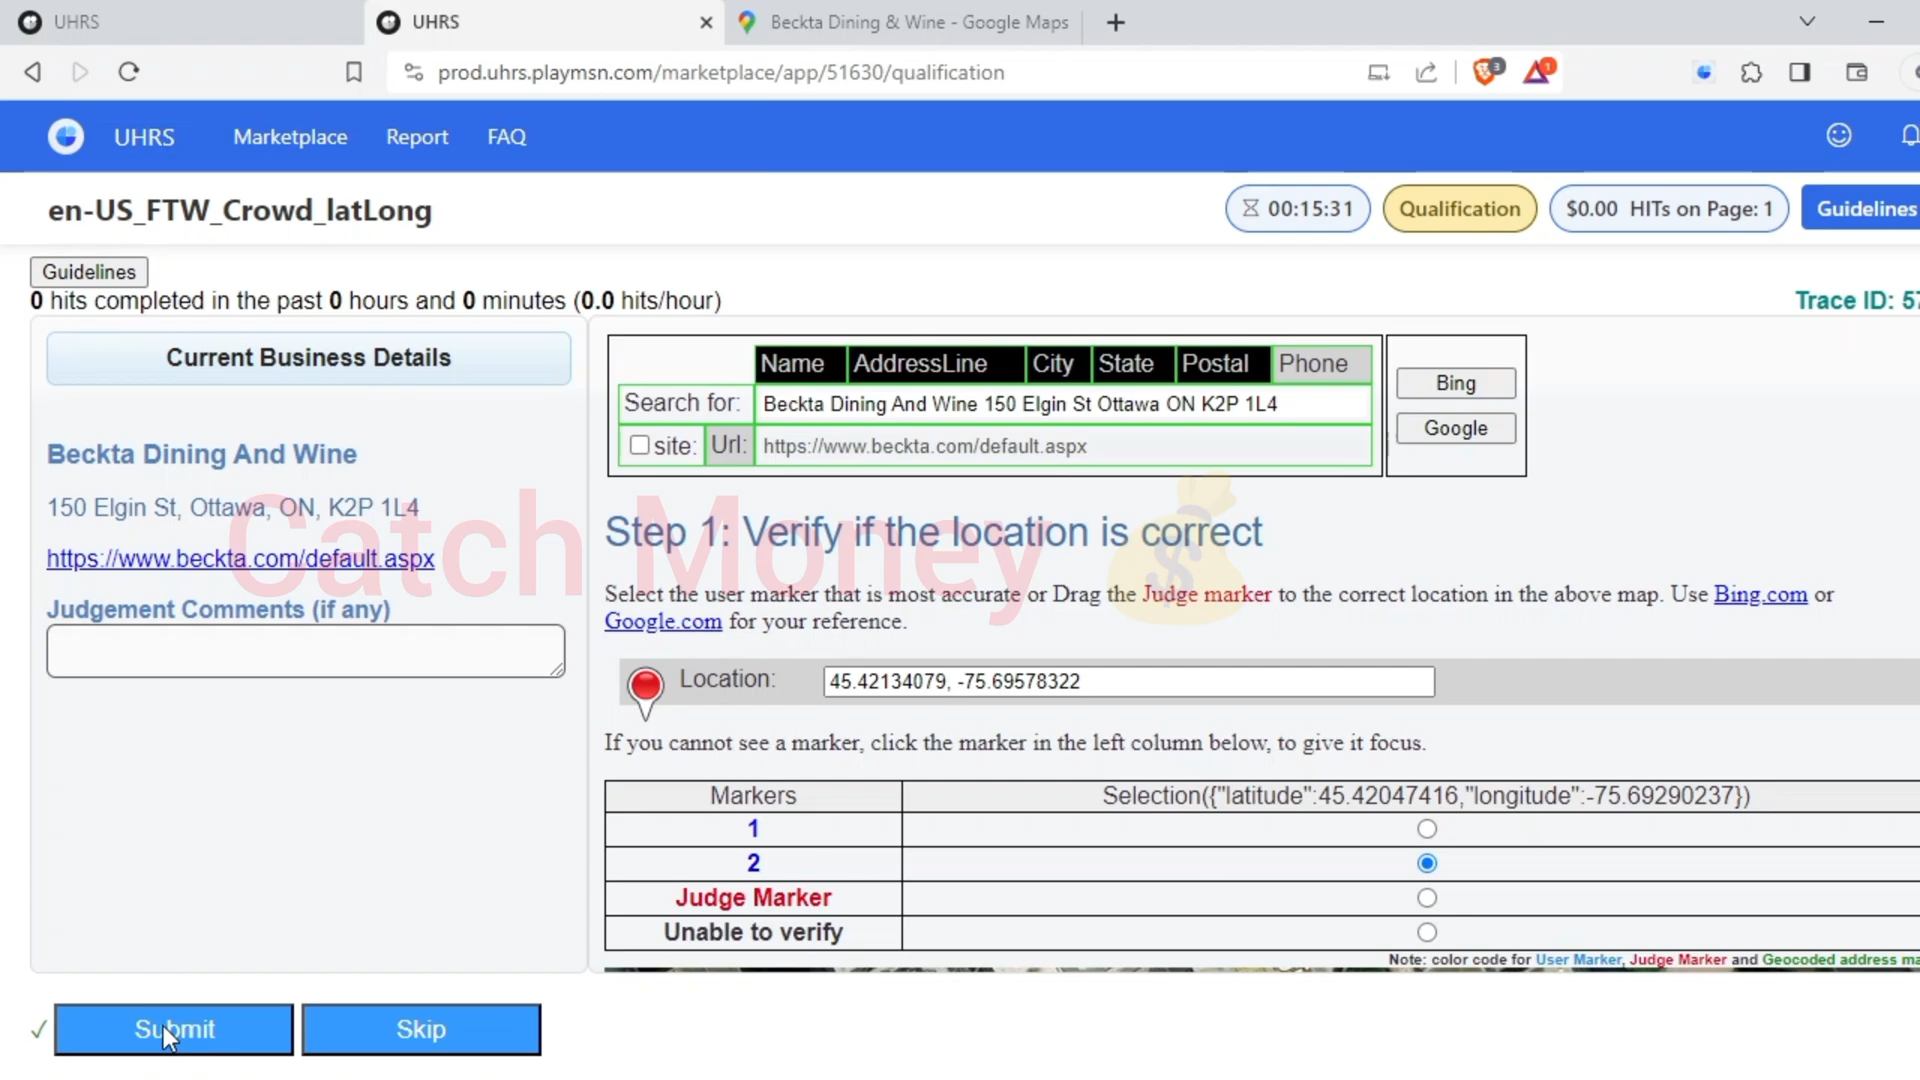 UHRS
UHRS
Beckta Dining & Wine - Google Maps
prod.uhrs.playmsn.com/marketplace/app/51630/qualification
3
1
UHRS
Marketplace
Report
FAQ
en-US_FTW_Crowd_latLong
00:15:31
Qualification
$0.00 HITs on Page: 1
Guidelines
Guidelines
0 hits completed in the past 0 hours and 0 minutes (0.0 hits/hour)
Trace ID: 57
Current Business Details
Beckta Dining And Wine
150 Elgin St, Ottawa, ON, K2P 1L4
https://www.beckta.com/default.aspx
Judgement Comments (if any)
Name AddressLine City State Postal Phone
Search for: Beckta Dining And Wine 150 Elgin St Ottawa ON K2P 1L4
site: Url: https://www.beckta.com/default.aspx
Bing
Google
Catch Money
Step 1: Verify if the location is correct
Select the user marker that is most accurate or Drag the Judge marker to the correct location in the above map. Use Bing.com or
Google.com for your reference.
Location: 45.42134079, -75.69578322
If you cannot see a marker, click the marker in the left column below, to give it focus.
Markers Selection({"latitude":45.42047416,"longitude":-75.69290237})
1
2
Judge Marker
Unable to verify
Note: color code for User Marker, Judge Marker and Geocoded address ma
Submit
Skip